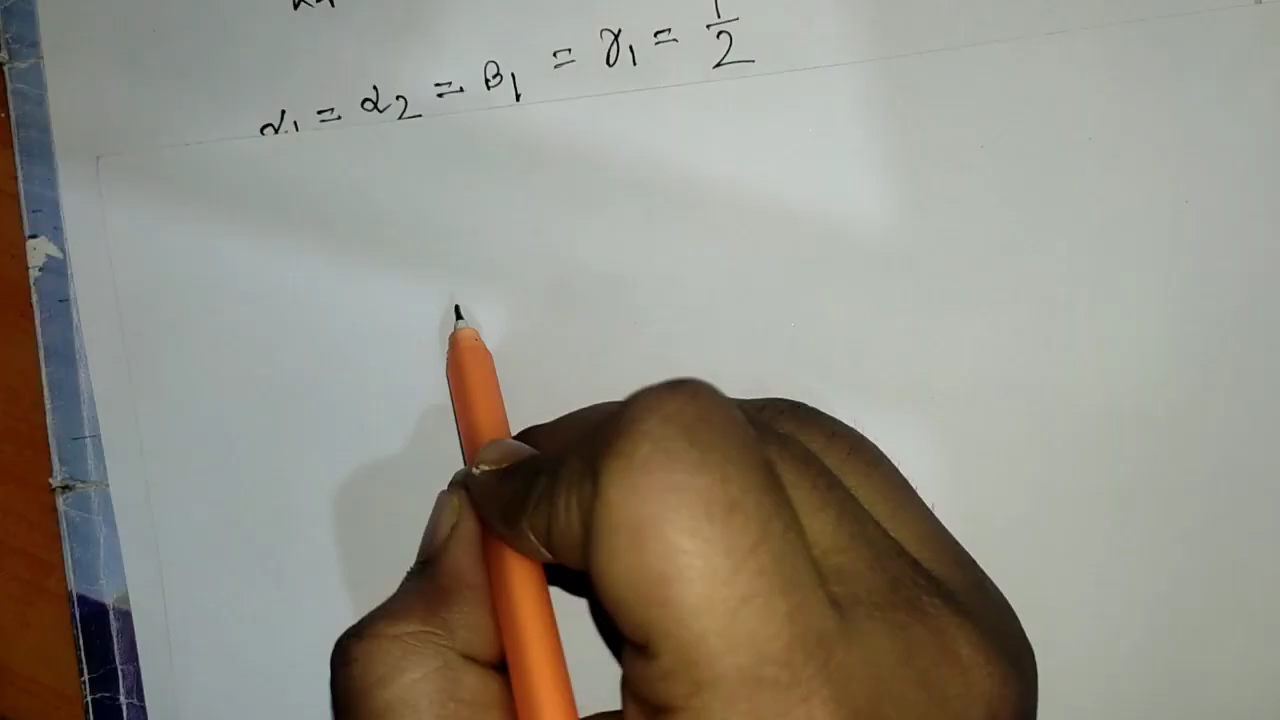 α₁ = α₂ = β₁ = γ₁ = 1/2